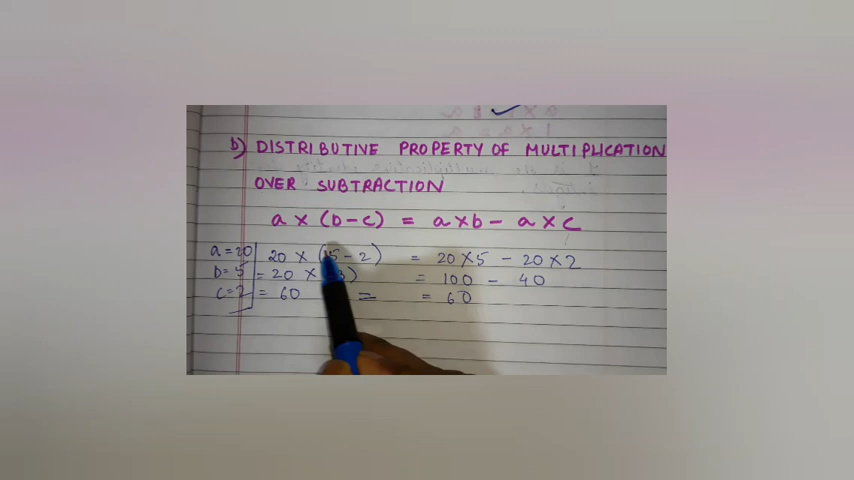 b) DISTRIBUTIVE PROPERTY OF MULTIPLICATION
OVER SUBTRACTION
a × (b - c) = a × b - a × c
a = 20 20 × (5 - 2) = 20 × 5 - 20 × 2
b = 5 = 20 × 3) = 100 - 40
c = 2 = 60 = = 60